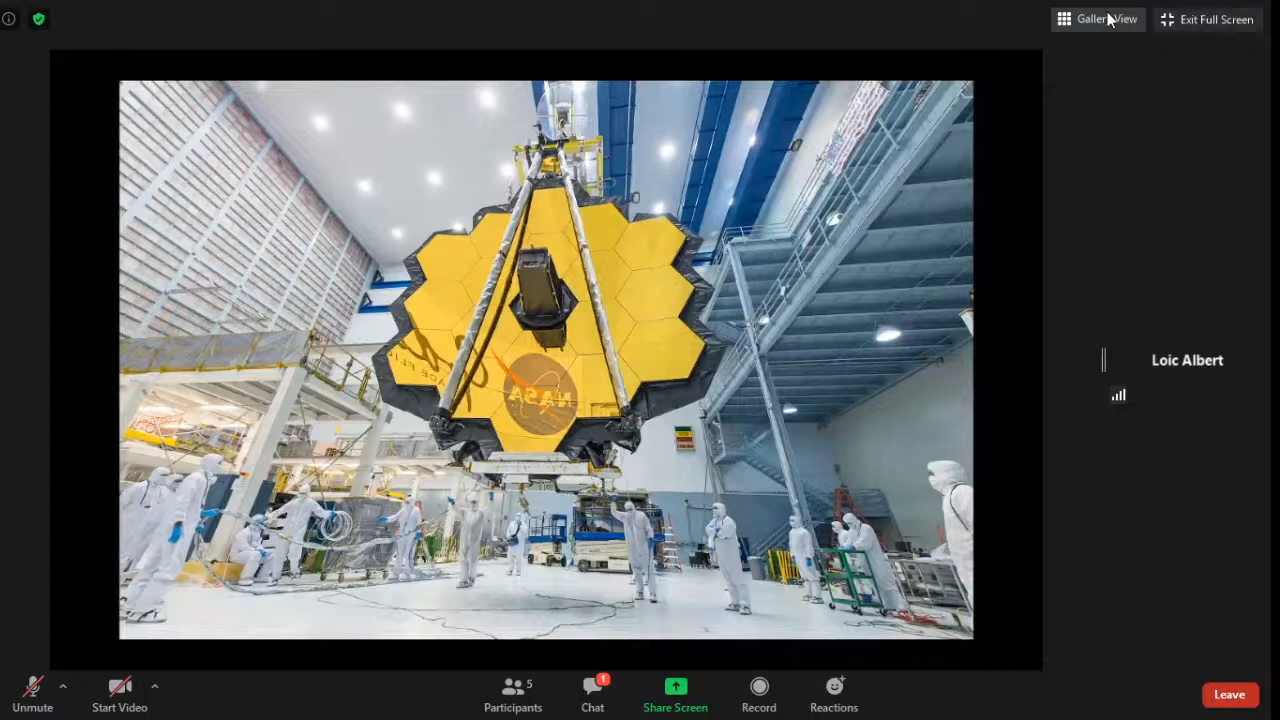 Gallery View
Exit Full Screen
Loic Albert
NASA
Unmute
Start Video
5
Participants
1
Chat
Share Screen
Record
Reactions
Leave